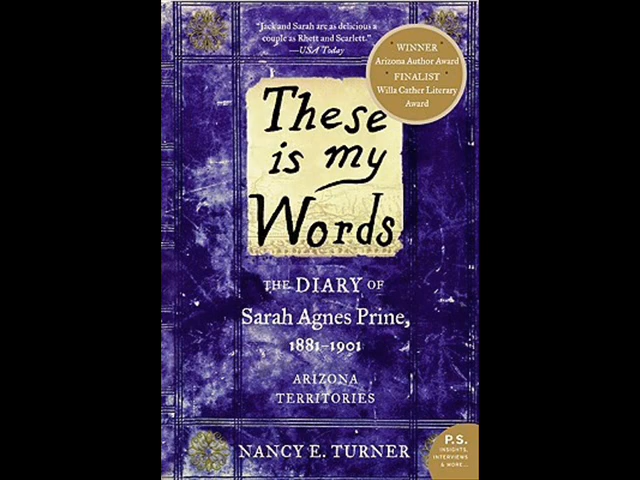 "Jack and Sarah are as delicious a
couple as Rhett and Scarlett."
—USA Today
• WINNER •
Arizona Author Award
• FINALIST •
Willa Cather Literary
Award
These
is my
Words
THE DIARY OF
Sarah Agnes Prine,
1881–1901
ARIZONA
TERRITORIES
NANCY E. TURNER
P.S.
INSIGHTS,
INTERVIEWS
& MORE...